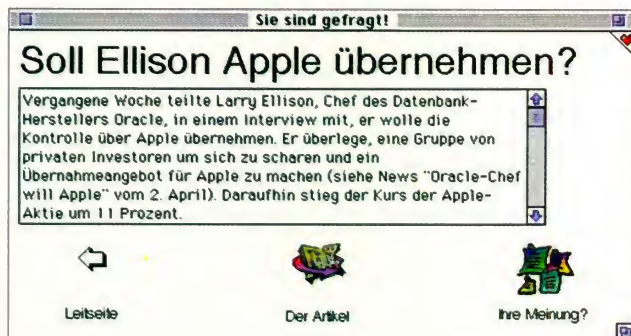 Sie sind gefragt!
Soll Ellison Apple übernehmen?
Vergangene Woche teilte Larry Ellison, Chef des Datenbank-
Herstellers Oracle, in einem Interview mit, er wolle die
Kontrolle über Apple übernehmen. Er überlege, eine Gruppe von
privaten Investoren um sich zu scharen und ein
Übernahmeangebot für Apple zu machen (siehe News "Oracle-Chef
will Apple" vom 2. April). Daraufhin stieg der Kurs der Apple-
Aktie um 11 Prozent.
Leitseite
Der Artikel
Ihre Meinung?